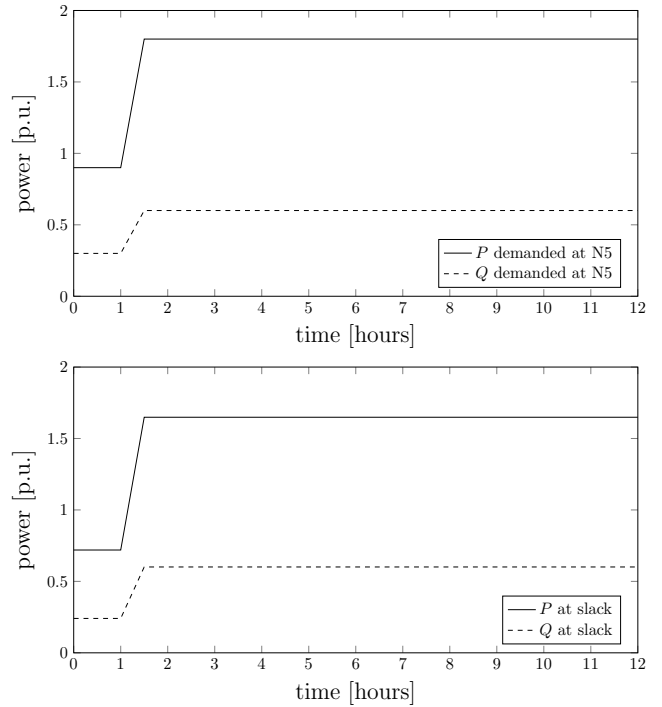 2
1.5
1
0.5
0
power [p.u.]
P demanded at N5
Q demanded at N5
0 1 2 3 4 5 6 7 8 9 10 11 12
time [hours]
2
1.5
1
0.5
0
power [p.u.]
P at slack
Q at slack
0 1 2 3 4 5 6 7 8 9 10 11 12
time [hours]